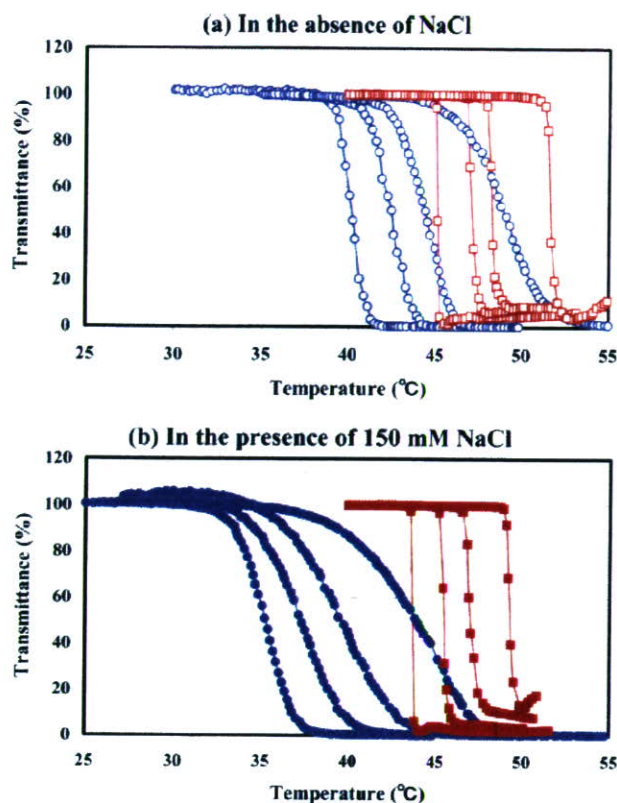 (a) In the absence of NaCl
120
100
80
60
40
20
0
Transmittance (%)
25 30 35 40 45 50 55
Temperature (℃)
(b) In the presence of 150 mM NaCl
120
100
80
60
40
20
0
Transmittance (%)
25 30 35 40 45 50 55
Temperature (℃)